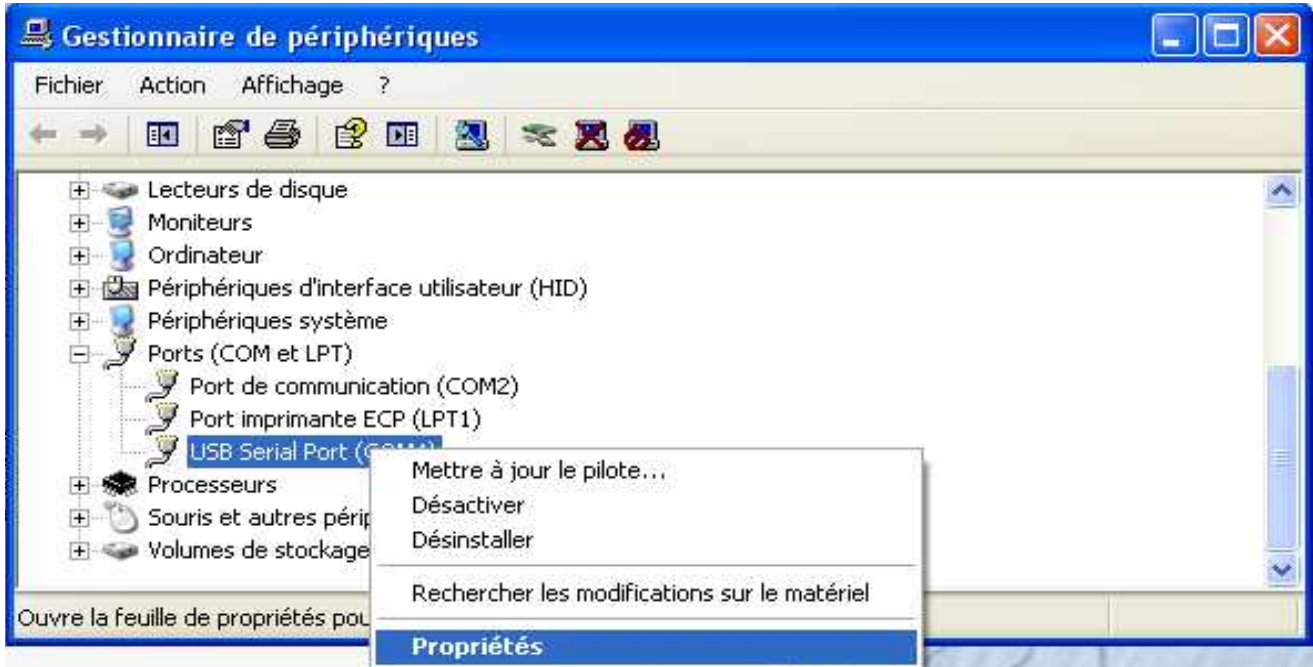 Gestionnaire de périphériques
Fichier Action Affichage ?
Lecteurs de disque
Moniteurs
Ordinateur
Périphériques d'interface utilisateur (HID)
Périphériques système
Ports (COM et LPT)
Port de communication (COM2)
Port imprimante ECP (LPT1)
USB Serial Port
Mettre à jour le pilote...
Processeurs
Désactiver
Souris et autres périp
Désinstaller
Volumes de stockage
Rechercher les modifications sur le matériel
Ouvre la feuille de propriétés pou
Propriétés